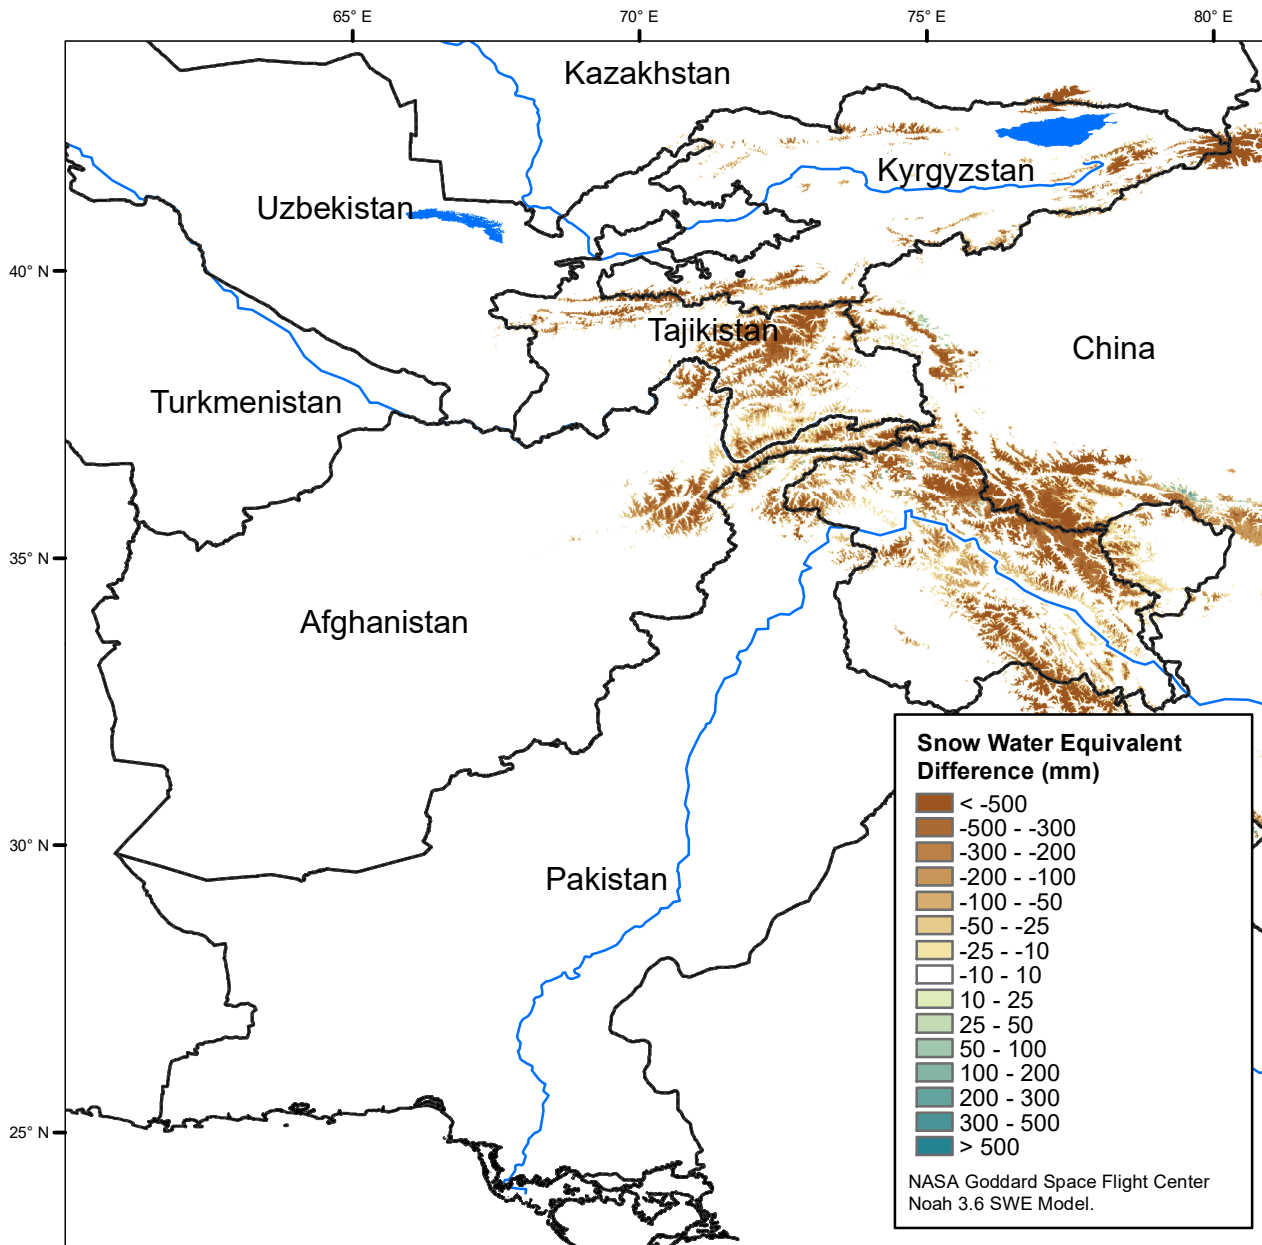 65° E
70° E
75° E
80° E
Kazakhstan
Kyrgyzstan
Uzbekistan
40° N
Tajikistan
China
Turkmenistan
35° N
Afghanistan
30° N
Pakistan
25° N
Snow Water Equivalent
Difference (mm)
< -500
-500 - -300
-300 - -200
-200 - -100
-100 - -50
-50 - -25
-25 - -10
-10 - 10
10 - 25
25 - 50
50 - 100
100 - 200
200 - 300
300 - 500
> 500
NASA Goddard Space Flight Center
Noah 3.6 SWE Model.